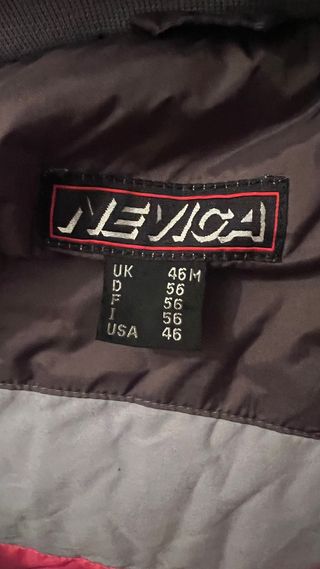 NEVICA
UK 46M
D 56
F 56
I 56
USA 46